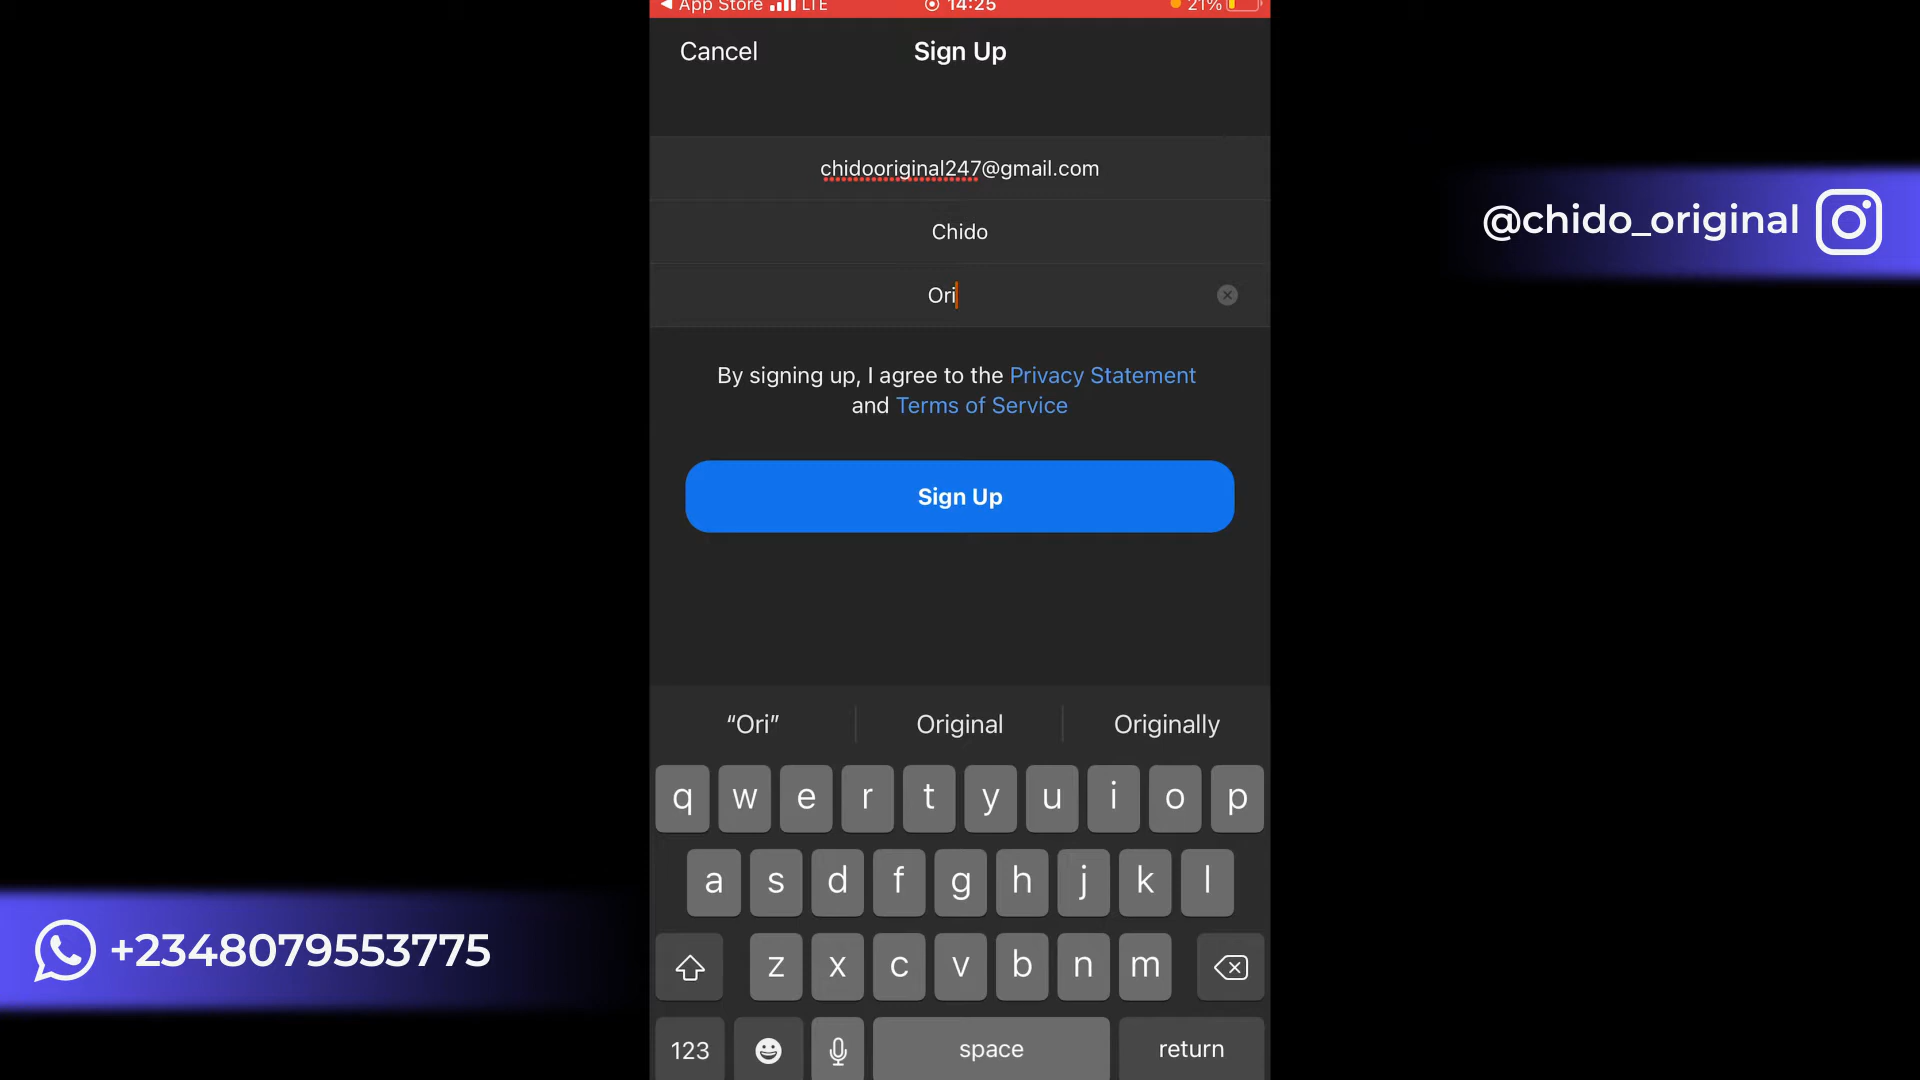 App Store LTE 14:25 21%
Cancel Sign Up
chidooriginal247@gmail.com
Chido
Ori
By signing up, I agree to the Privacy Statement
and Terms of Service
Sign Up
@chido_original
+2348079553775
“Ori” Original Originally
q w e r t y u i o p
a s d f g h j k l
z x c v b n m
123 space return